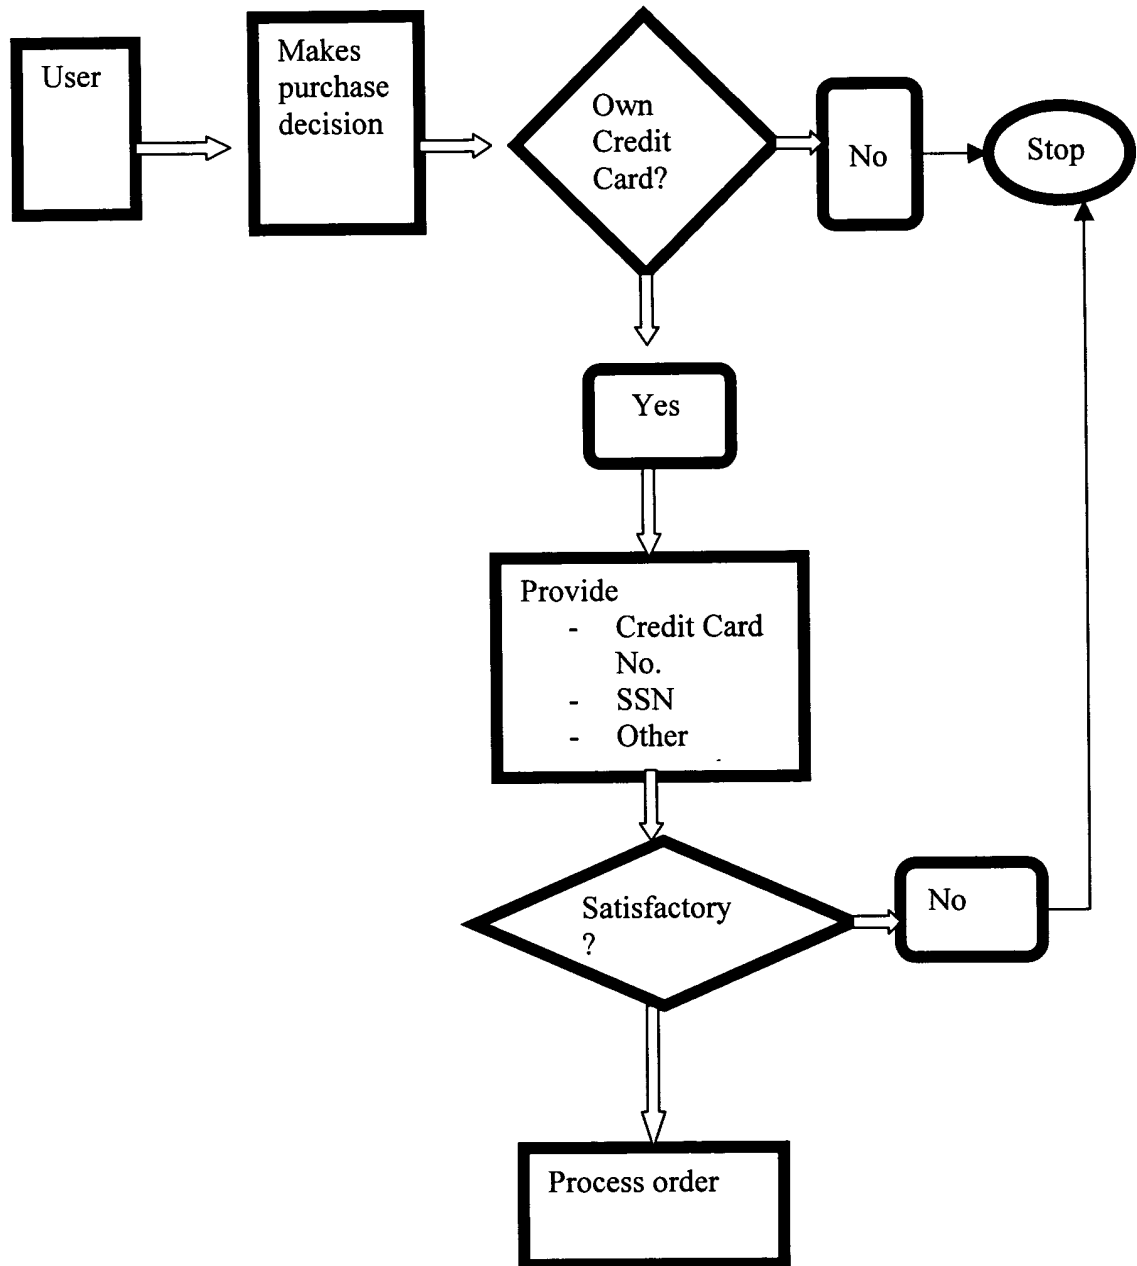 User
Makes
purchase
decision
Own
Credit
Card?
No
Stop
Yes
Provide
- Credit Card
No.
- SSN
- Other
Satisfactory
?
No
Process order